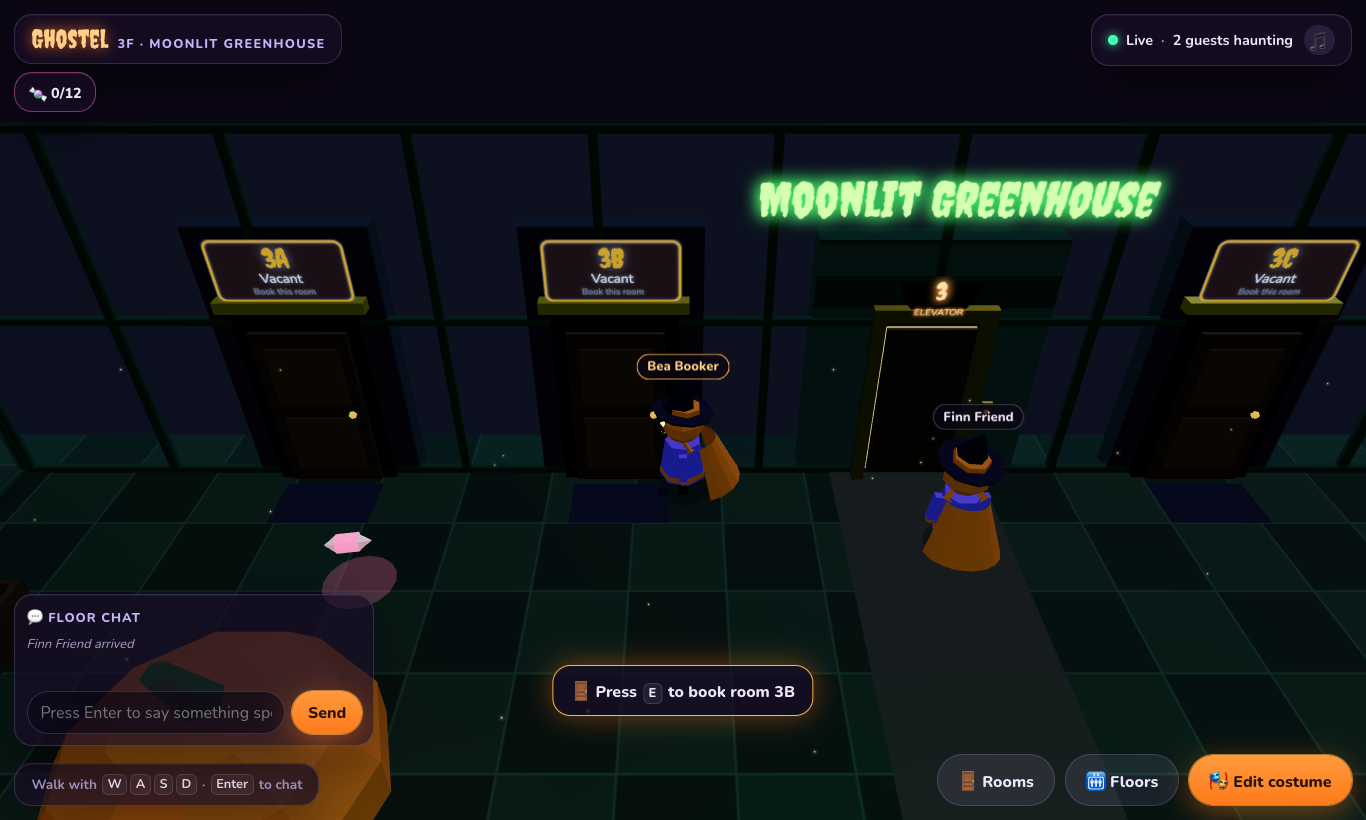 GHOSTEL 3F · MOONLIT GREENHOUSE
Live · 2 guests haunting
0/12
MOONLIT GREENHOUSE
3A
Vacant
Book this room
3B
Vacant
Book this room
3C
Vacant
Book this room
3
ELEVATOR
Bea Booker
Finn Friend
FLOOR CHAT
Finn Friend arrived
Press Enter to say something sp
Send
Press E to book room 3B
Walk with W A S D · Enter to chat
Rooms
Floors
Edit costume